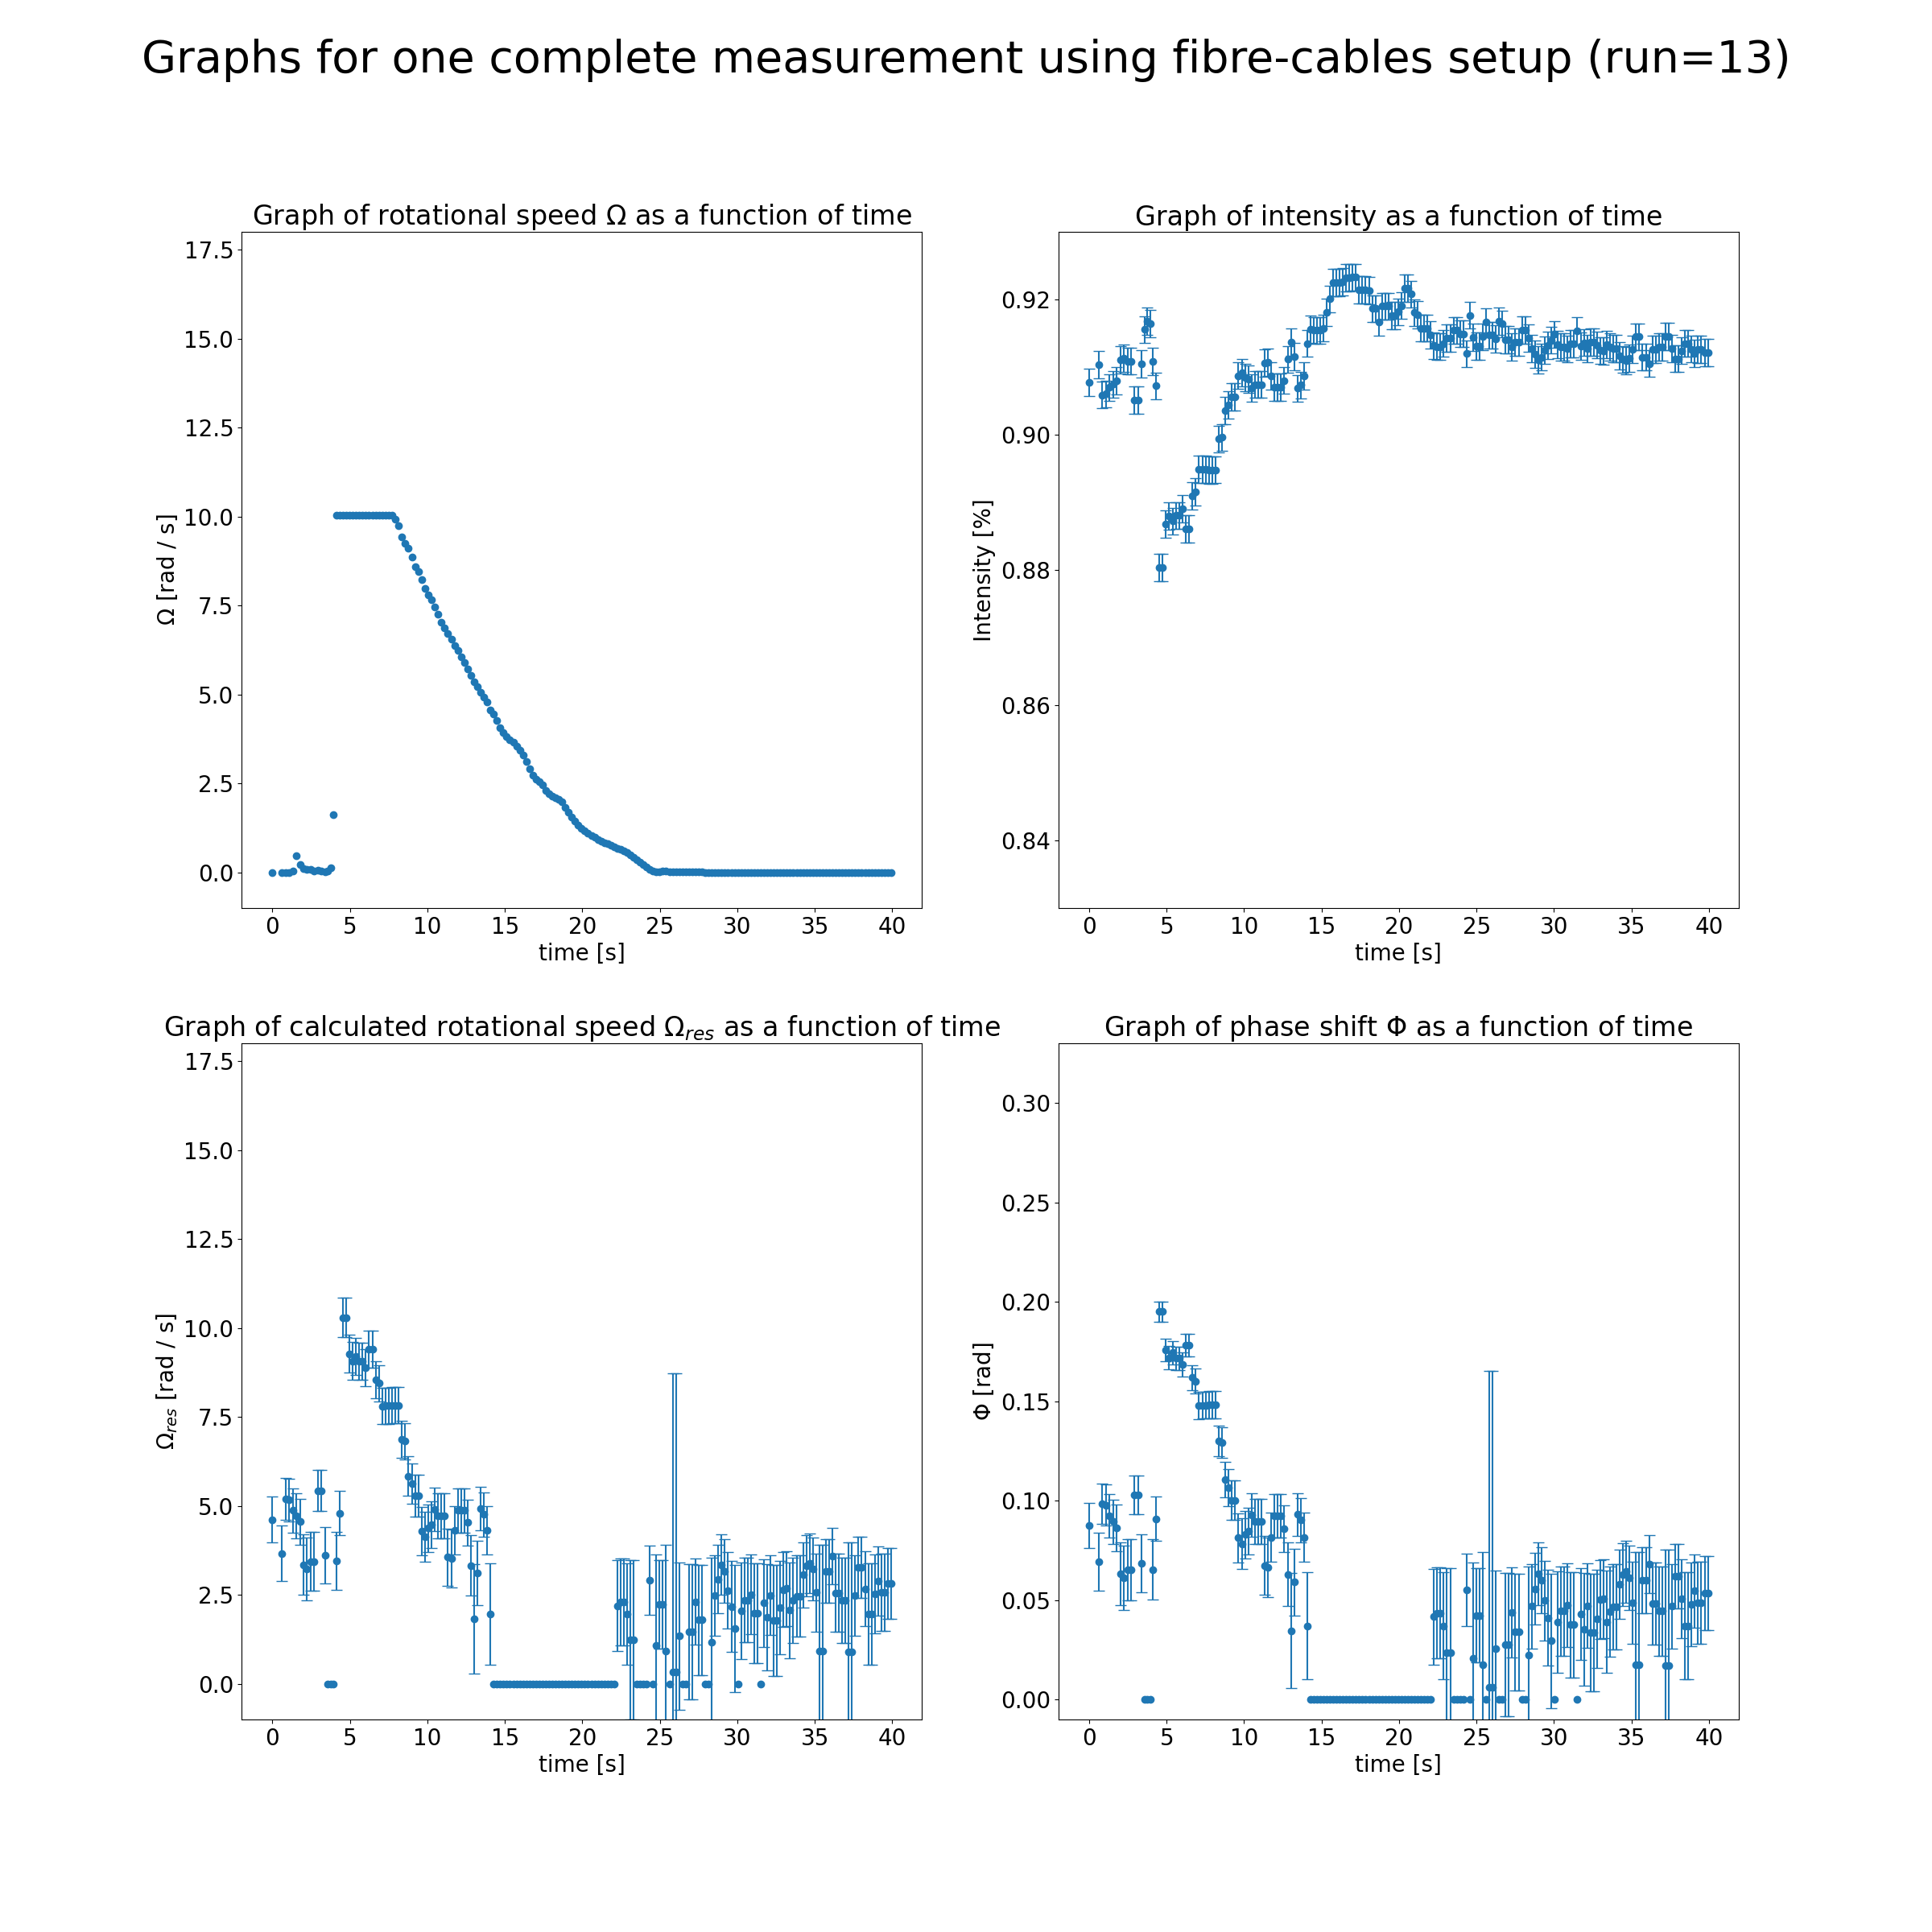 Graphs for one complete measurement using fibre-cables setup (run=13)
Graph of rotational speed Ω as a function of time
17.5
15.0
12.5
10.0
7.5
5.0
2.5
0.0
Ω [rad / s]
0 5 10 15 20 25 30 35 40
time [s]
Graph of intensity as a function of time
0.92
0.90
0.88
0.86
0.84
Intensity [%]
0 5 10 15 20 25 30 35 40
time [s]
Graph of calculated rotational speed Ωres as a function of time
17.5
15.0
12.5
10.0
7.5
5.0
2.5
0.0
Ωres [rad / s]
0 5 10 15 20 25 30 35 40
time [s]
Graph of phase shift Φ as a function of time
0.30
0.25
0.20
0.15
0.10
0.05
0.00
Φ [rad]
0 5 10 15 20 25 30 35 40
time [s]